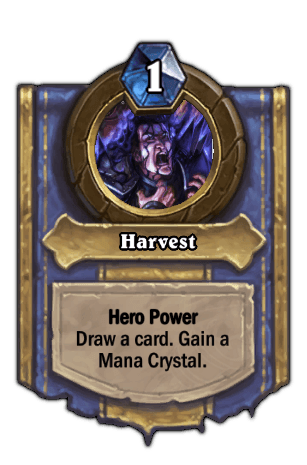 1
Harvest
Hero Power
Draw a card. Gain a
Mana Crystal.